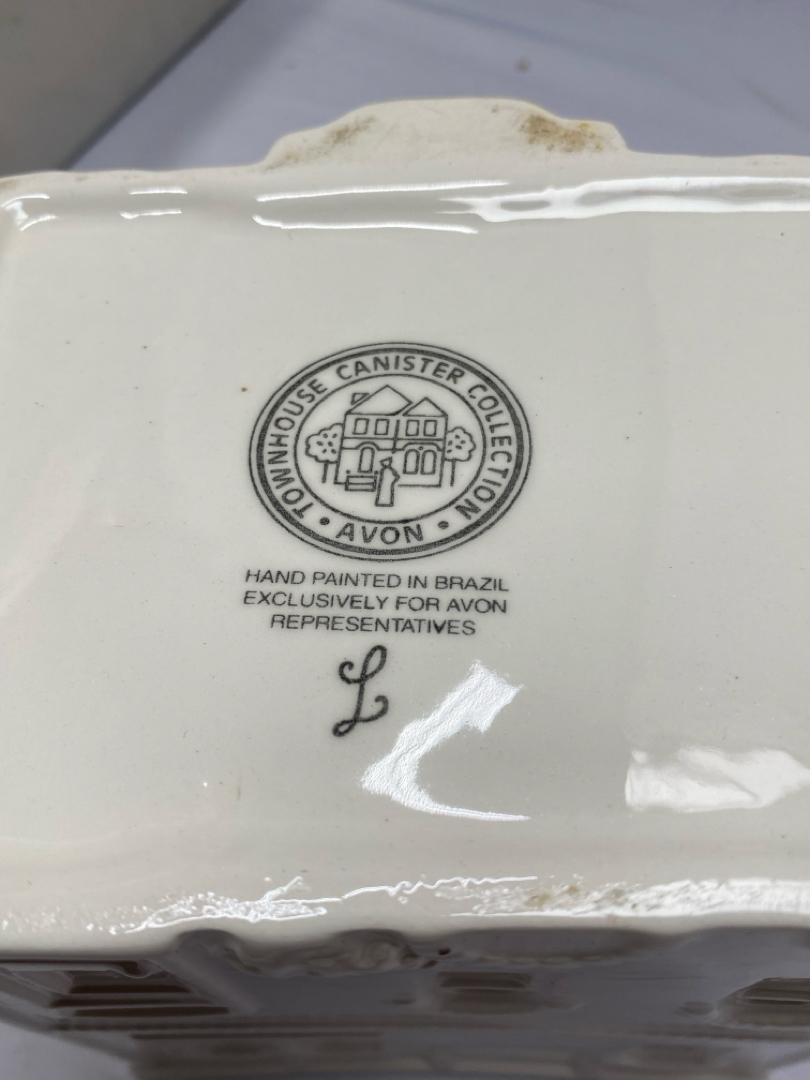 TOWNHOUSE CANISTER COLLECTION
• AVON •
HAND PAINTED IN BRAZIL
EXCLUSIVELY FOR AVON
REPRESENTATIVES
L